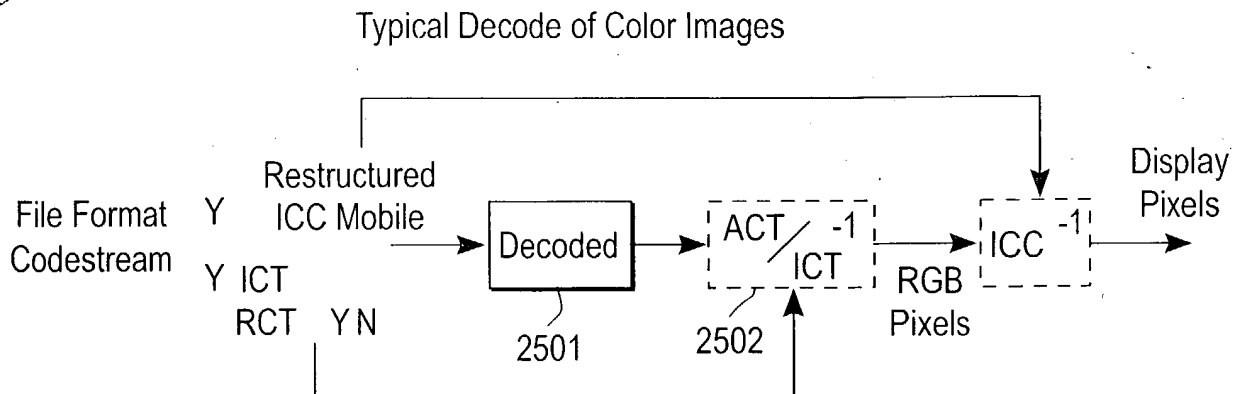 Typical Decode of Color Images
File Format
Codestream
Y
Restructured
ICC Mobile
Y ICT
RCT Y N
Decoded
2501
ACT / ICT -1
2502
RGB
Pixels
ICC -1
Display
Pixels